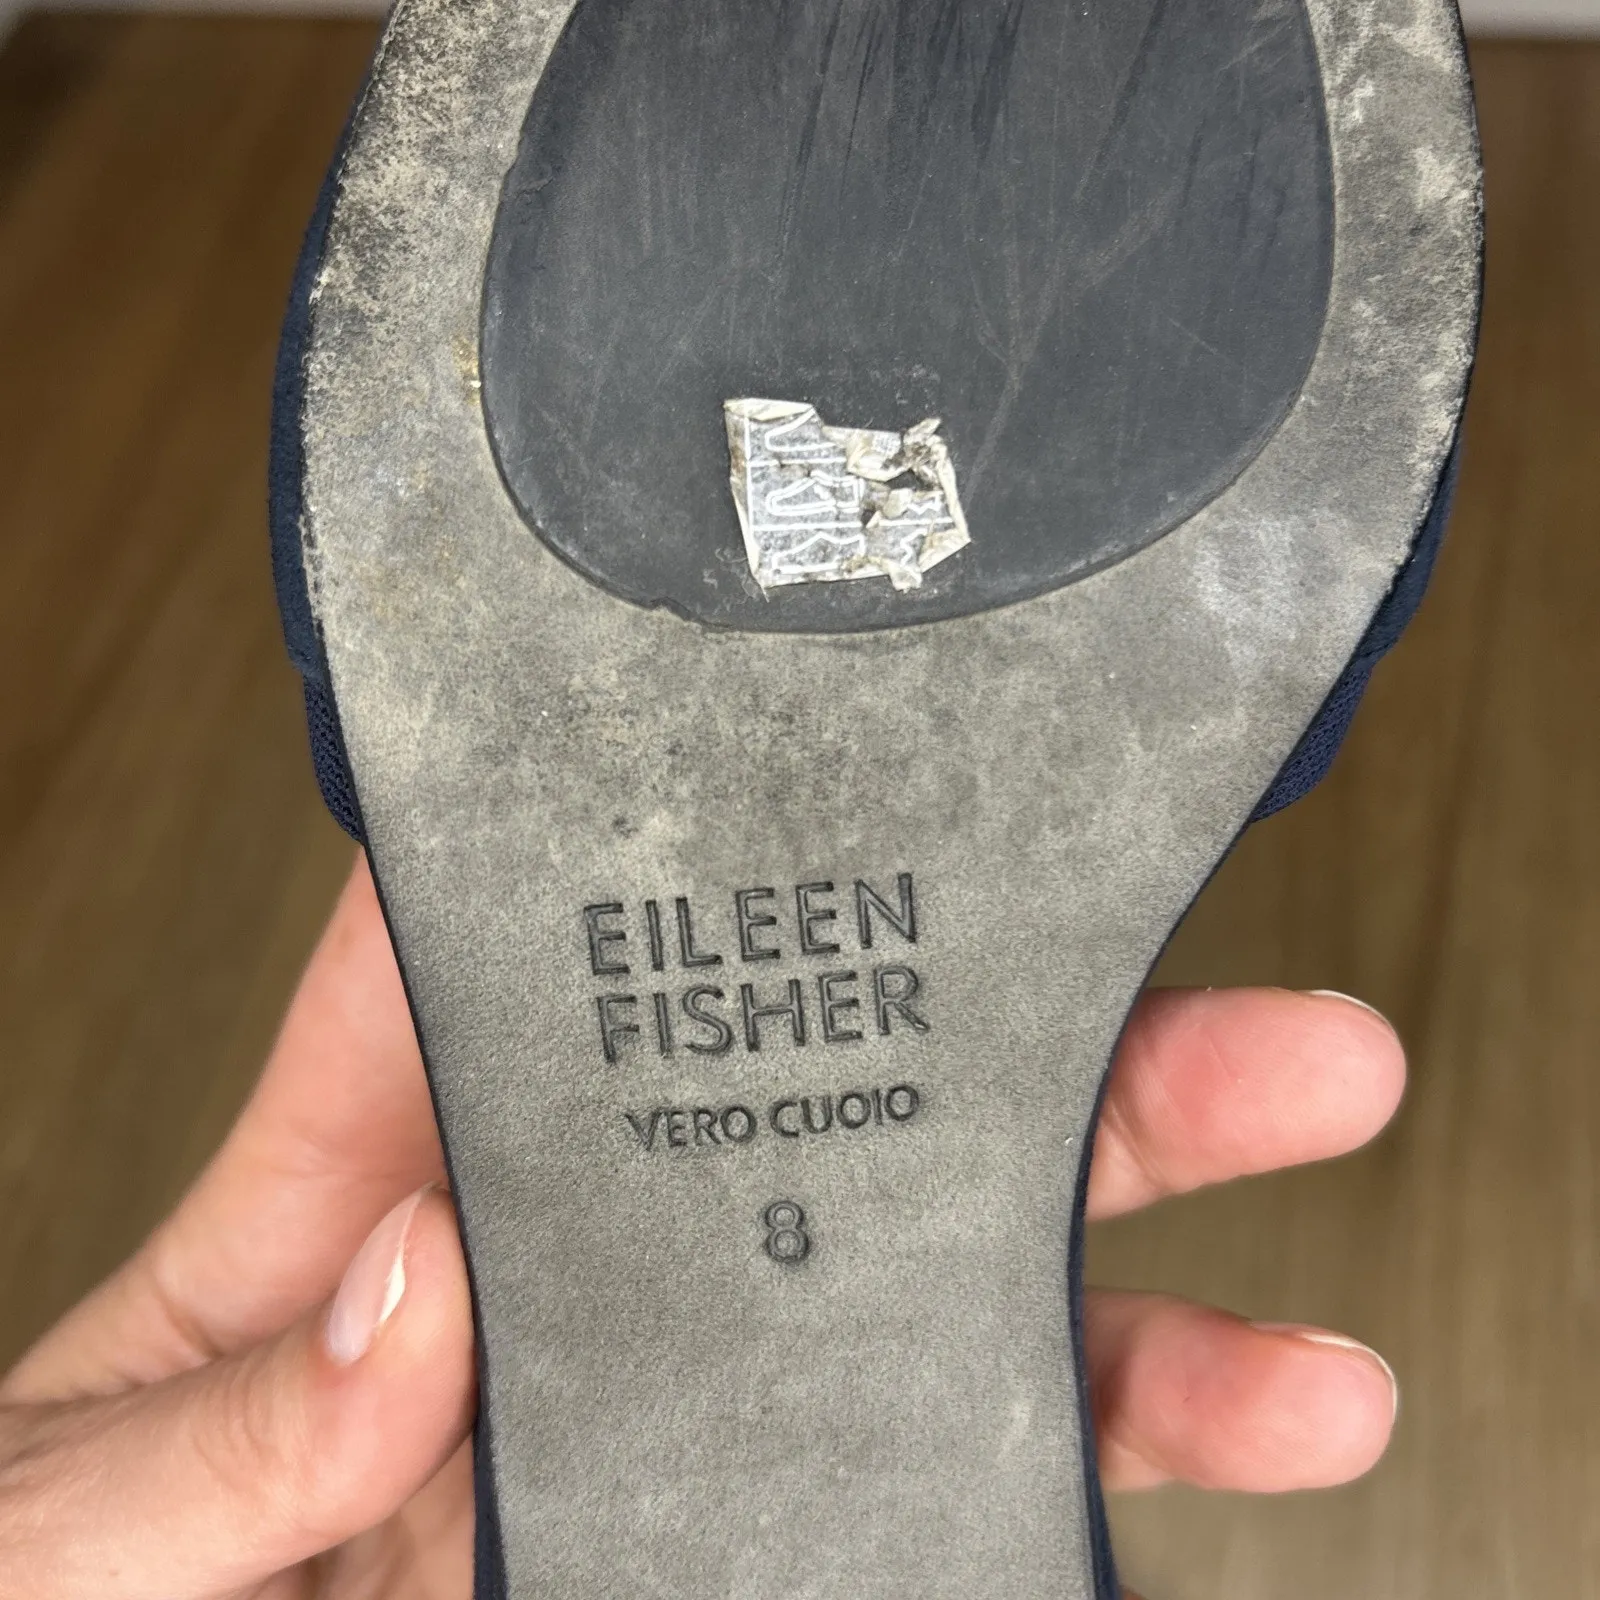 EILEEN
FISHER
VERO CUOIO
8